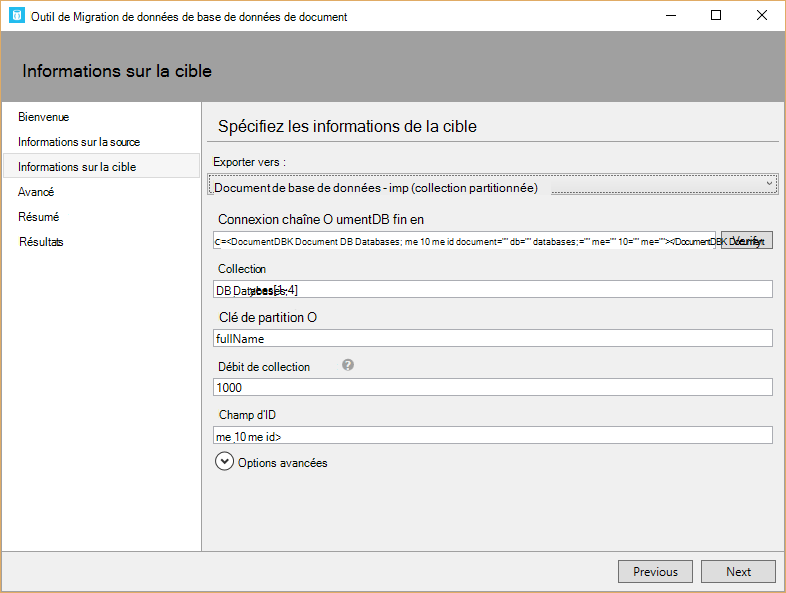 Outil de Migration de données de base de données de document
Informations sur la cible
Bienvenue
Informations sur la source
Informations sur la cible
Avancé
Résumé
Résultats
Spécifiez les informations de la cible
Exporter vers :
Document de base de données - imp (collection partitionnée)
Connexion chaîne O umentDB fin en
C=<DocumentDBK Document DB Databases; me 10 me id document="" db="" databases;="" me="" 10="" me=""></DocumentDBK Document
Verify
Collection
DB Databases;
ypes[1-4]
Clé de partition O
fullName
Débit de collection
1000
Champ d'ID
me 10 me id>
Options avancées
Previous
Next